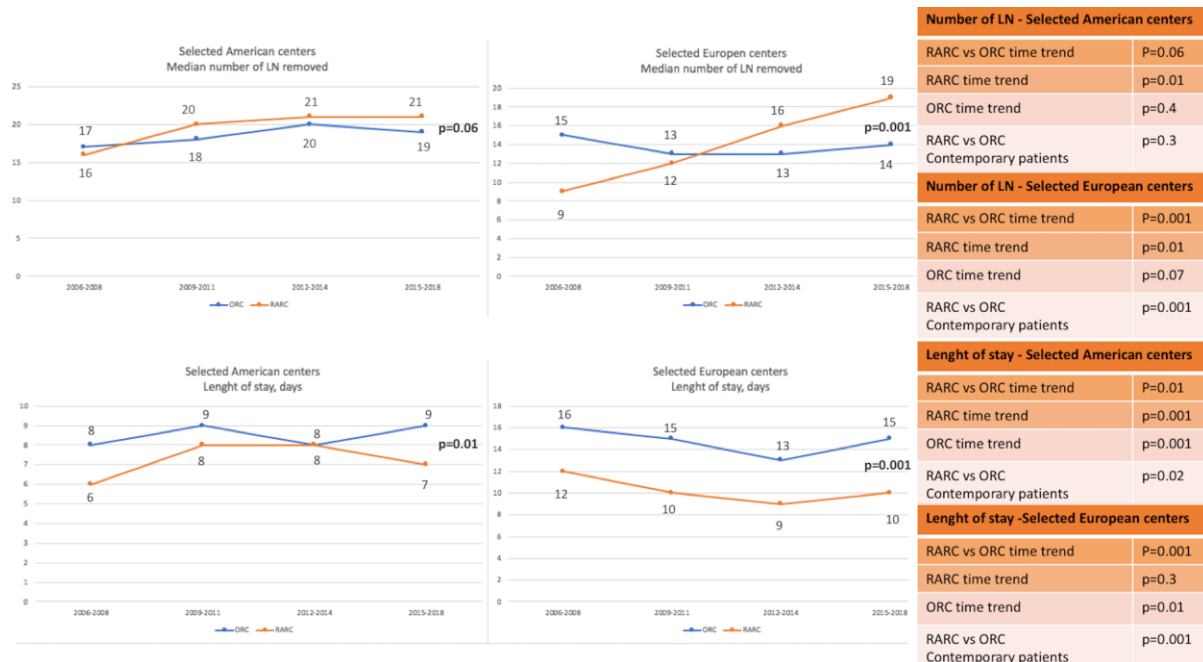 Selected American centers
Median number of LN removed
25
20
15
10
5
0
17
16
20
18
21
20
21
19
p=0.06
2006-2008
2009-2011
2012-2014
2015-2018
ORC
RARC
Selected Europen centers
Median number of LN removed
20
18
16
14
12
10
8
6
4
2
0
15
9
13
12
16
13
19
14
p=0.001
2006-2008
2009-2011
2012-2014
2015-2018
ORC
RARC
Selected American centers
Lenght of stay, days
10
9
8
7
6
5
4
3
2
1
0
8
6
9
8
8
8
9
7
p=0.01
2006-2008
2009-2011
2012-2014
2015-2018
ORC
RARC
Selected European centers
Lenght of stay, days
18
16
14
12
10
8
6
4
2
0
16
12
15
10
13
9
15
10
p=0.001
2006-2008
2009-2011
2012-2014
2015-2018
ORC
RARC
Number of LN - Selected American centers
RARC vs ORC time trend P=0.06
RARC time trend p=0.01
ORC time trend p=0.4
RARC vs ORC p=0.3
Contemporary patients
Number of LN - Selected European centers
RARC vs ORC time trend P=0.001
RARC time trend p=0.01
ORC time trend p=0.07
RARC vs ORC p=0.001
Contemporary patients
Lenght of stay - Selected American centers
RARC vs ORC time trend P=0.01
RARC time trend p=0.001
ORC time trend p=0.001
RARC vs ORC p=0.02
Contemporary patients
Lenght of stay -Selected European centers
RARC vs ORC time trend P=0.001
RARC time trend p=0.3
ORC time trend p=0.01
RARC vs ORC p=0.001
Contemporary patients